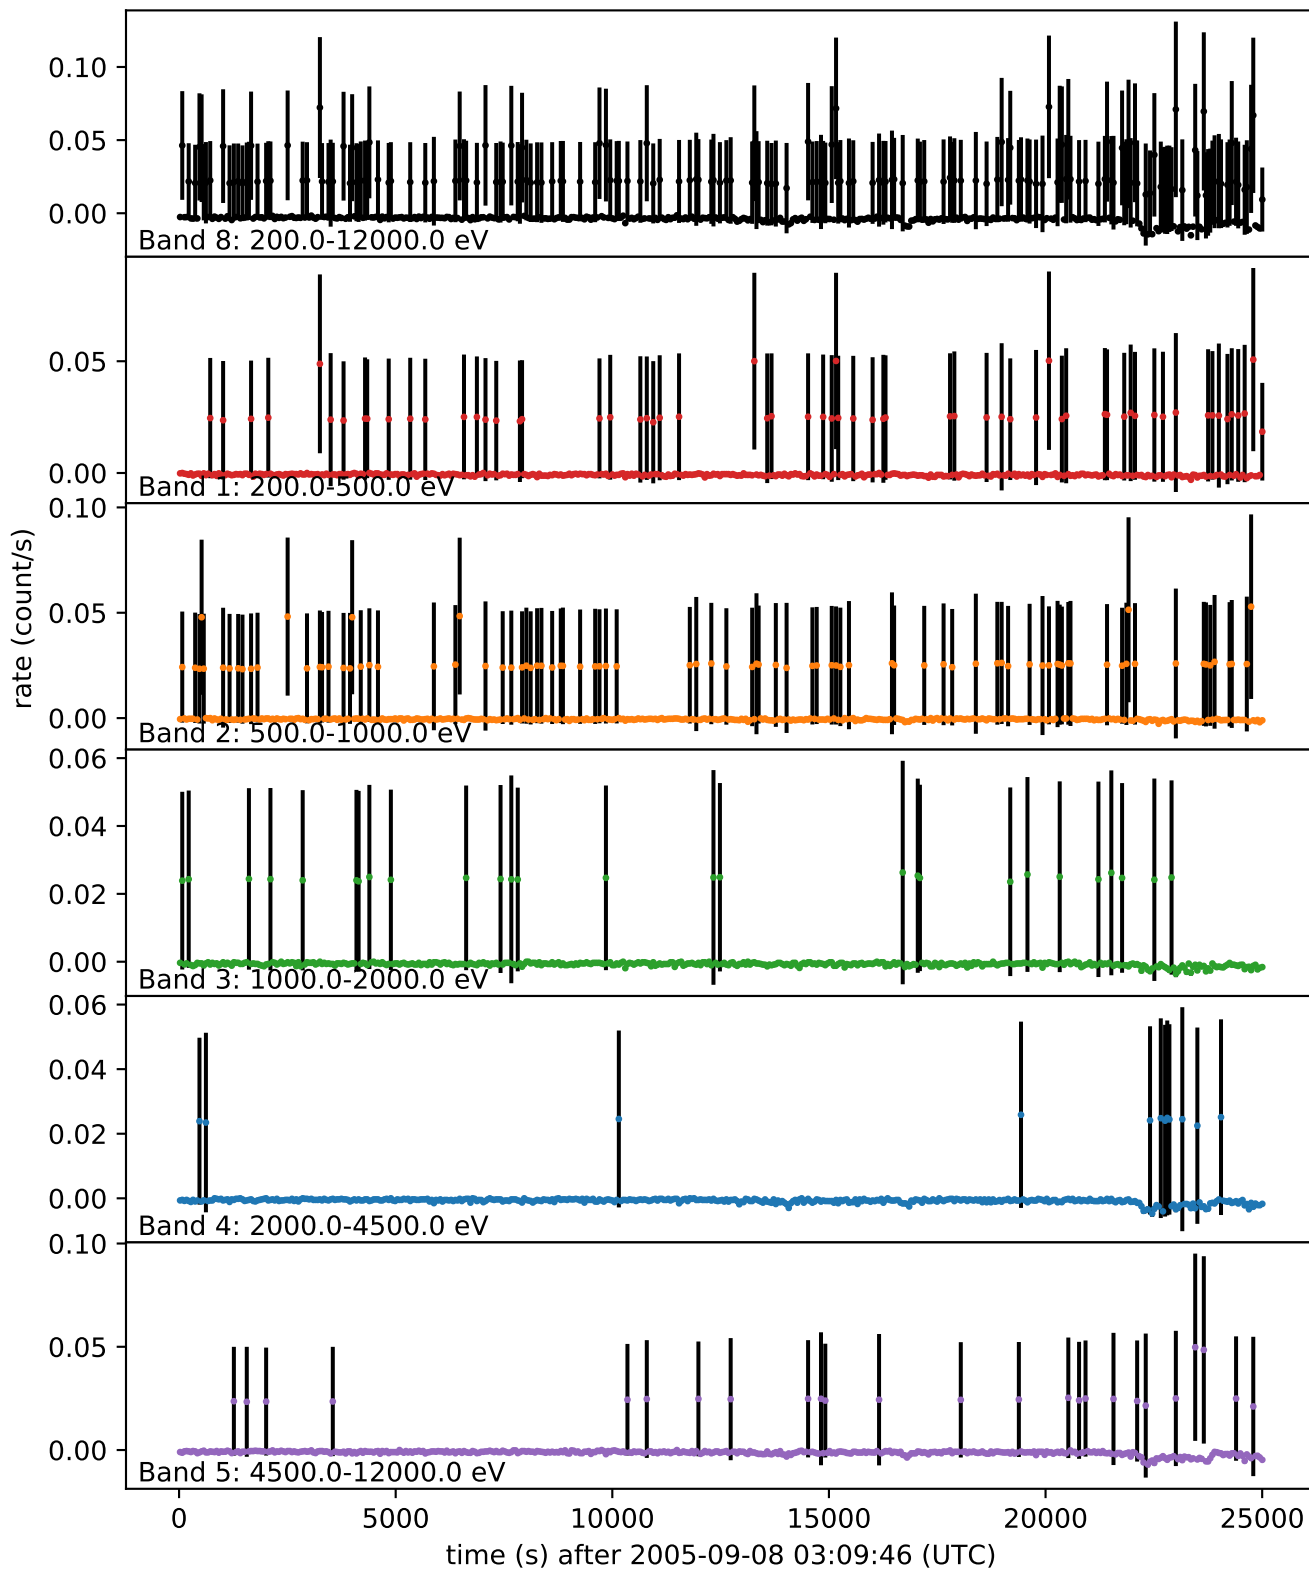 0.10
0.05
0.00
Band 8: 200.0-12000.0 eV
0.05
0.00
Band 1: 200.0-500.0 eV
0.10
0.05
0.00
Band 2: 500.0-1000.0 eV
rate (count/s)
0.06
0.04
0.02
0.00
Band 3: 1000.0-2000.0 eV
0.06
0.04
0.02
0.00
Band 4: 2000.0-4500.0 eV
0.10
0.05
0.00
Band 5: 4500.0-12000.0 eV
0 5000 10000 15000 20000 25000
time (s) after 2005-09-08 03:09:46 (UTC)